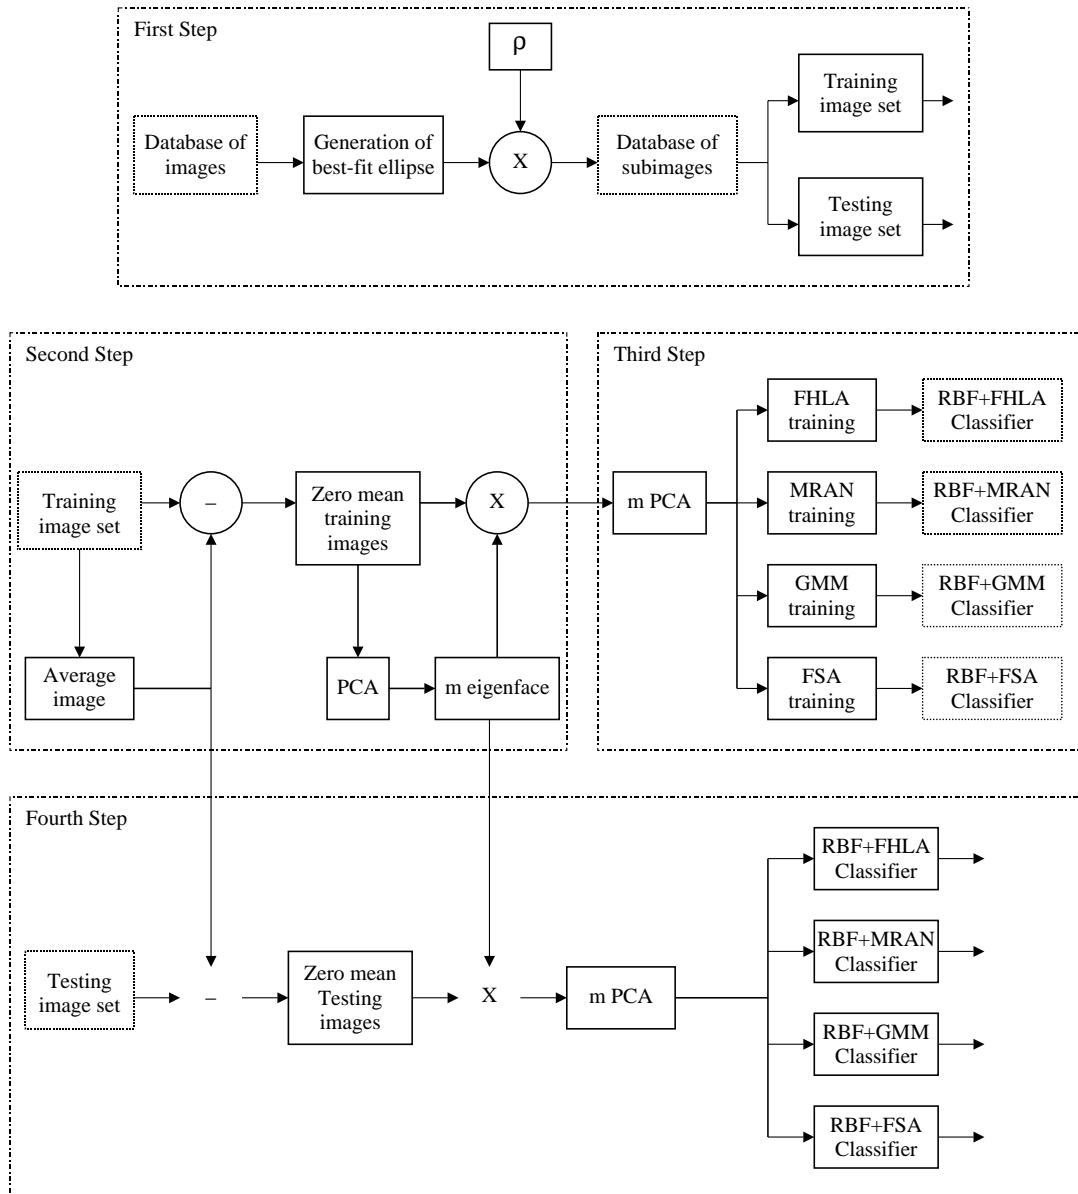 First Step
ρ
Training
image set
Database of
images
Generation of
best-fit ellipse
X
Database of
subimages
Testing
image set
Second Step
Training
image set
–
Zero mean
training
images
X
Average
image
PCA
m eigenface
Third Step
m PCA
FHLA
training
RBF+FHLA
Classifier
MRAN
training
RBF+MRAN
Classifier
GMM
training
RBF+GMM
Classifier
FSA
training
RBF+FSA
Classifier
Fourth Step
Testing
image set
–
Zero mean
Testing
images
X
m PCA
RBF+FHLA
Classifier
RBF+MRAN
Classifier
RBF+GMM
Classifier
RBF+FSA
Classifier